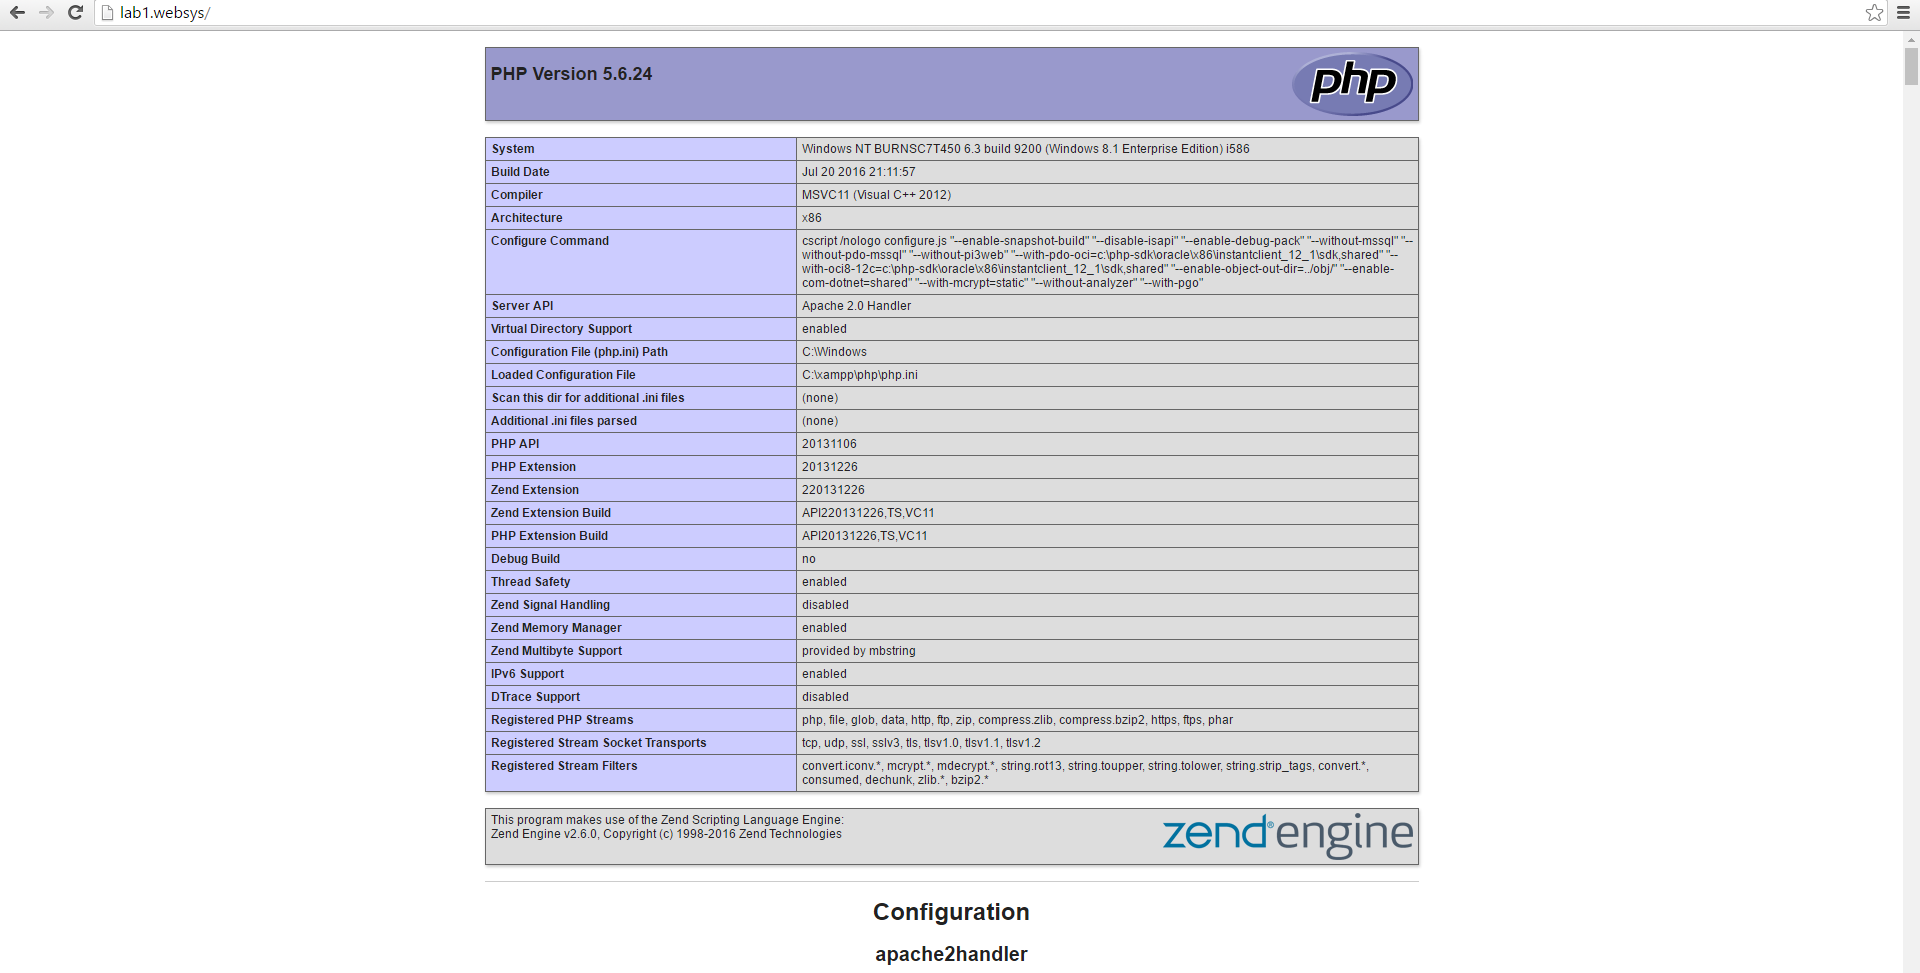 lab1.websys/
PHP Version 5.6.24
php
System Windows NT BURNSC7T450 6.3 build 9200 (Windows 8.1 Enterprise Edition) i586
Build Date Jul 20 2016 21:11:57
Compiler MSVC11 (Visual C++ 2012)
Architecture x86
Configure Command cscript /nologo configure.js "--enable-snapshot-build" "--disable-isapi" "--enable-debug-pack" "--without-mssql" "--
without-pdo-mssql" "--without-pi3web" "--with-pdo-oci=c:\php-sdk\oracle\x86\instantclient_12_1\sdk,shared" "--
with-oci8-12c=c:\php-sdk\oracle\x86\instantclient_12_1\sdk,shared" "--enable-object-out-dir=../obj/" "--enable-
com-dotnet=shared" "--with-mcrypt=static" "--without-analyzer" "--with-pgo"
Server API Apache 2.0 Handler
Virtual Directory Support enabled
Configuration File (php.ini) Path C:\Windows
Loaded Configuration File C:\xampp\php\php.ini
Scan this dir for additional .ini files (none)
Additional .ini files parsed (none)
PHP API 20131106
PHP Extension 20131226
Zend Extension 220131226
Zend Extension Build API220131226,TS,VC11
PHP Extension Build API20131226,TS,VC11
Debug Build no
Thread Safety enabled
Zend Signal Handling disabled
Zend Memory Manager enabled
Zend Multibyte Support provided by mbstring
IPv6 Support enabled
DTrace Support disabled
Registered PHP Streams php, file, glob, data, http, ftp, zip, compress.zlib, compress.bzip2, https, ftps, phar
Registered Stream Socket Transports tcp, udp, ssl, sslv3, tls, tlsv1.0, tlsv1.1, tlsv1.2
Registered Stream Filters convert.iconv.*, mcrypt.*, mdecrypt.*, string.rot13, string.toupper, string.tolower, string.strip_tags, convert.*,
consumed, dechunk, zlib.*, bzip2.*
This program makes use of the Zend Scripting Language Engine:
Zend Engine v2.6.0, Copyright (c) 1998-2016 Zend Technologies
zend® engine
Configuration
apache2handler